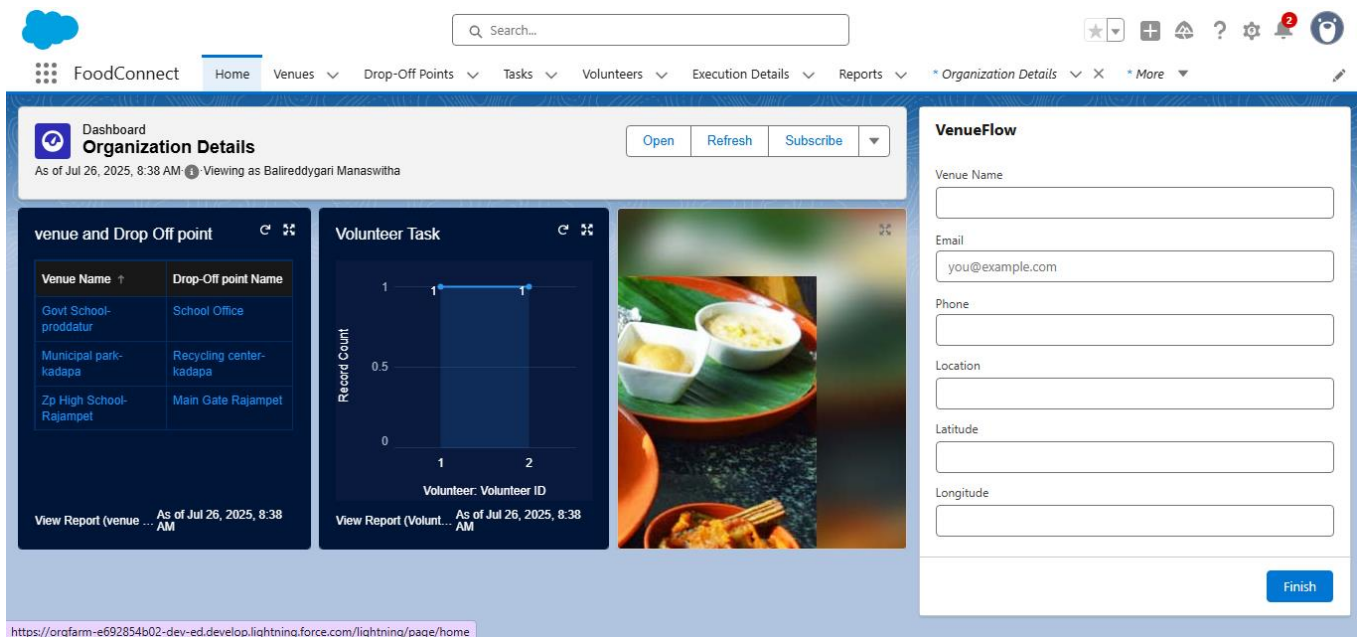 Search...
2
FoodConnect Home Venues Drop-Off Points Tasks Volunteers Execution Details Reports * Organization Details * More
Dashboard
Organization Details
As of Jul 26, 2025, 8:38 AM·Viewing as Balireddygari Manaswitha
Open Refresh Subscribe
venue and Drop Off point
Venue Name ↑ Drop-Off point Name
Govt School-
proddatur
School Office
Municipal park-
kadapa
Recycling center-
kadapa
Zp High School-
Rajampet
Main Gate Rajampet
View Report (venue ...
As of Jul 26, 2025, 8:38
AM
Volunteer Task
Record Count
1
0.5
0
1 1
1 2
Volunteer: Volunteer ID
View Report (Volunt...
As of Jul 26, 2025, 8:38
AM
VenueFlow
Venue Name
Email
you@example.com
Phone
Location
Latitude
Longitude
Finish
https://orgfarm-e692854b02-dev-ed.develop.lightning.force.com/lightning/page/home